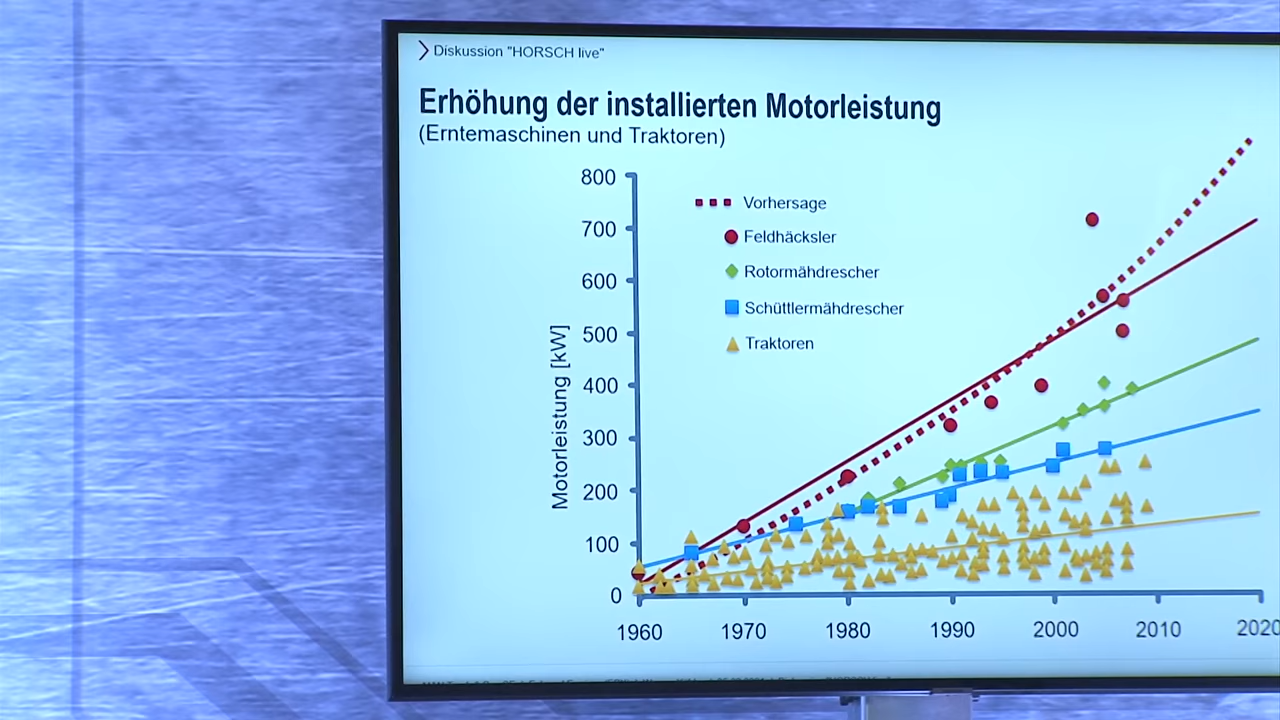 Diskussion "HORSCH live"
Erhöhung der installierten Motorleistung
(Erntemaschinen und Traktoren)
800
700
600
500
400
300
200
100
0
Motorleistung [kW]
Vorhersage
Feldhäcksler
Rotormähdrescher
Schüttlermähdrescher
Traktoren
1960 1970 1980 1990 2000 2010 2020